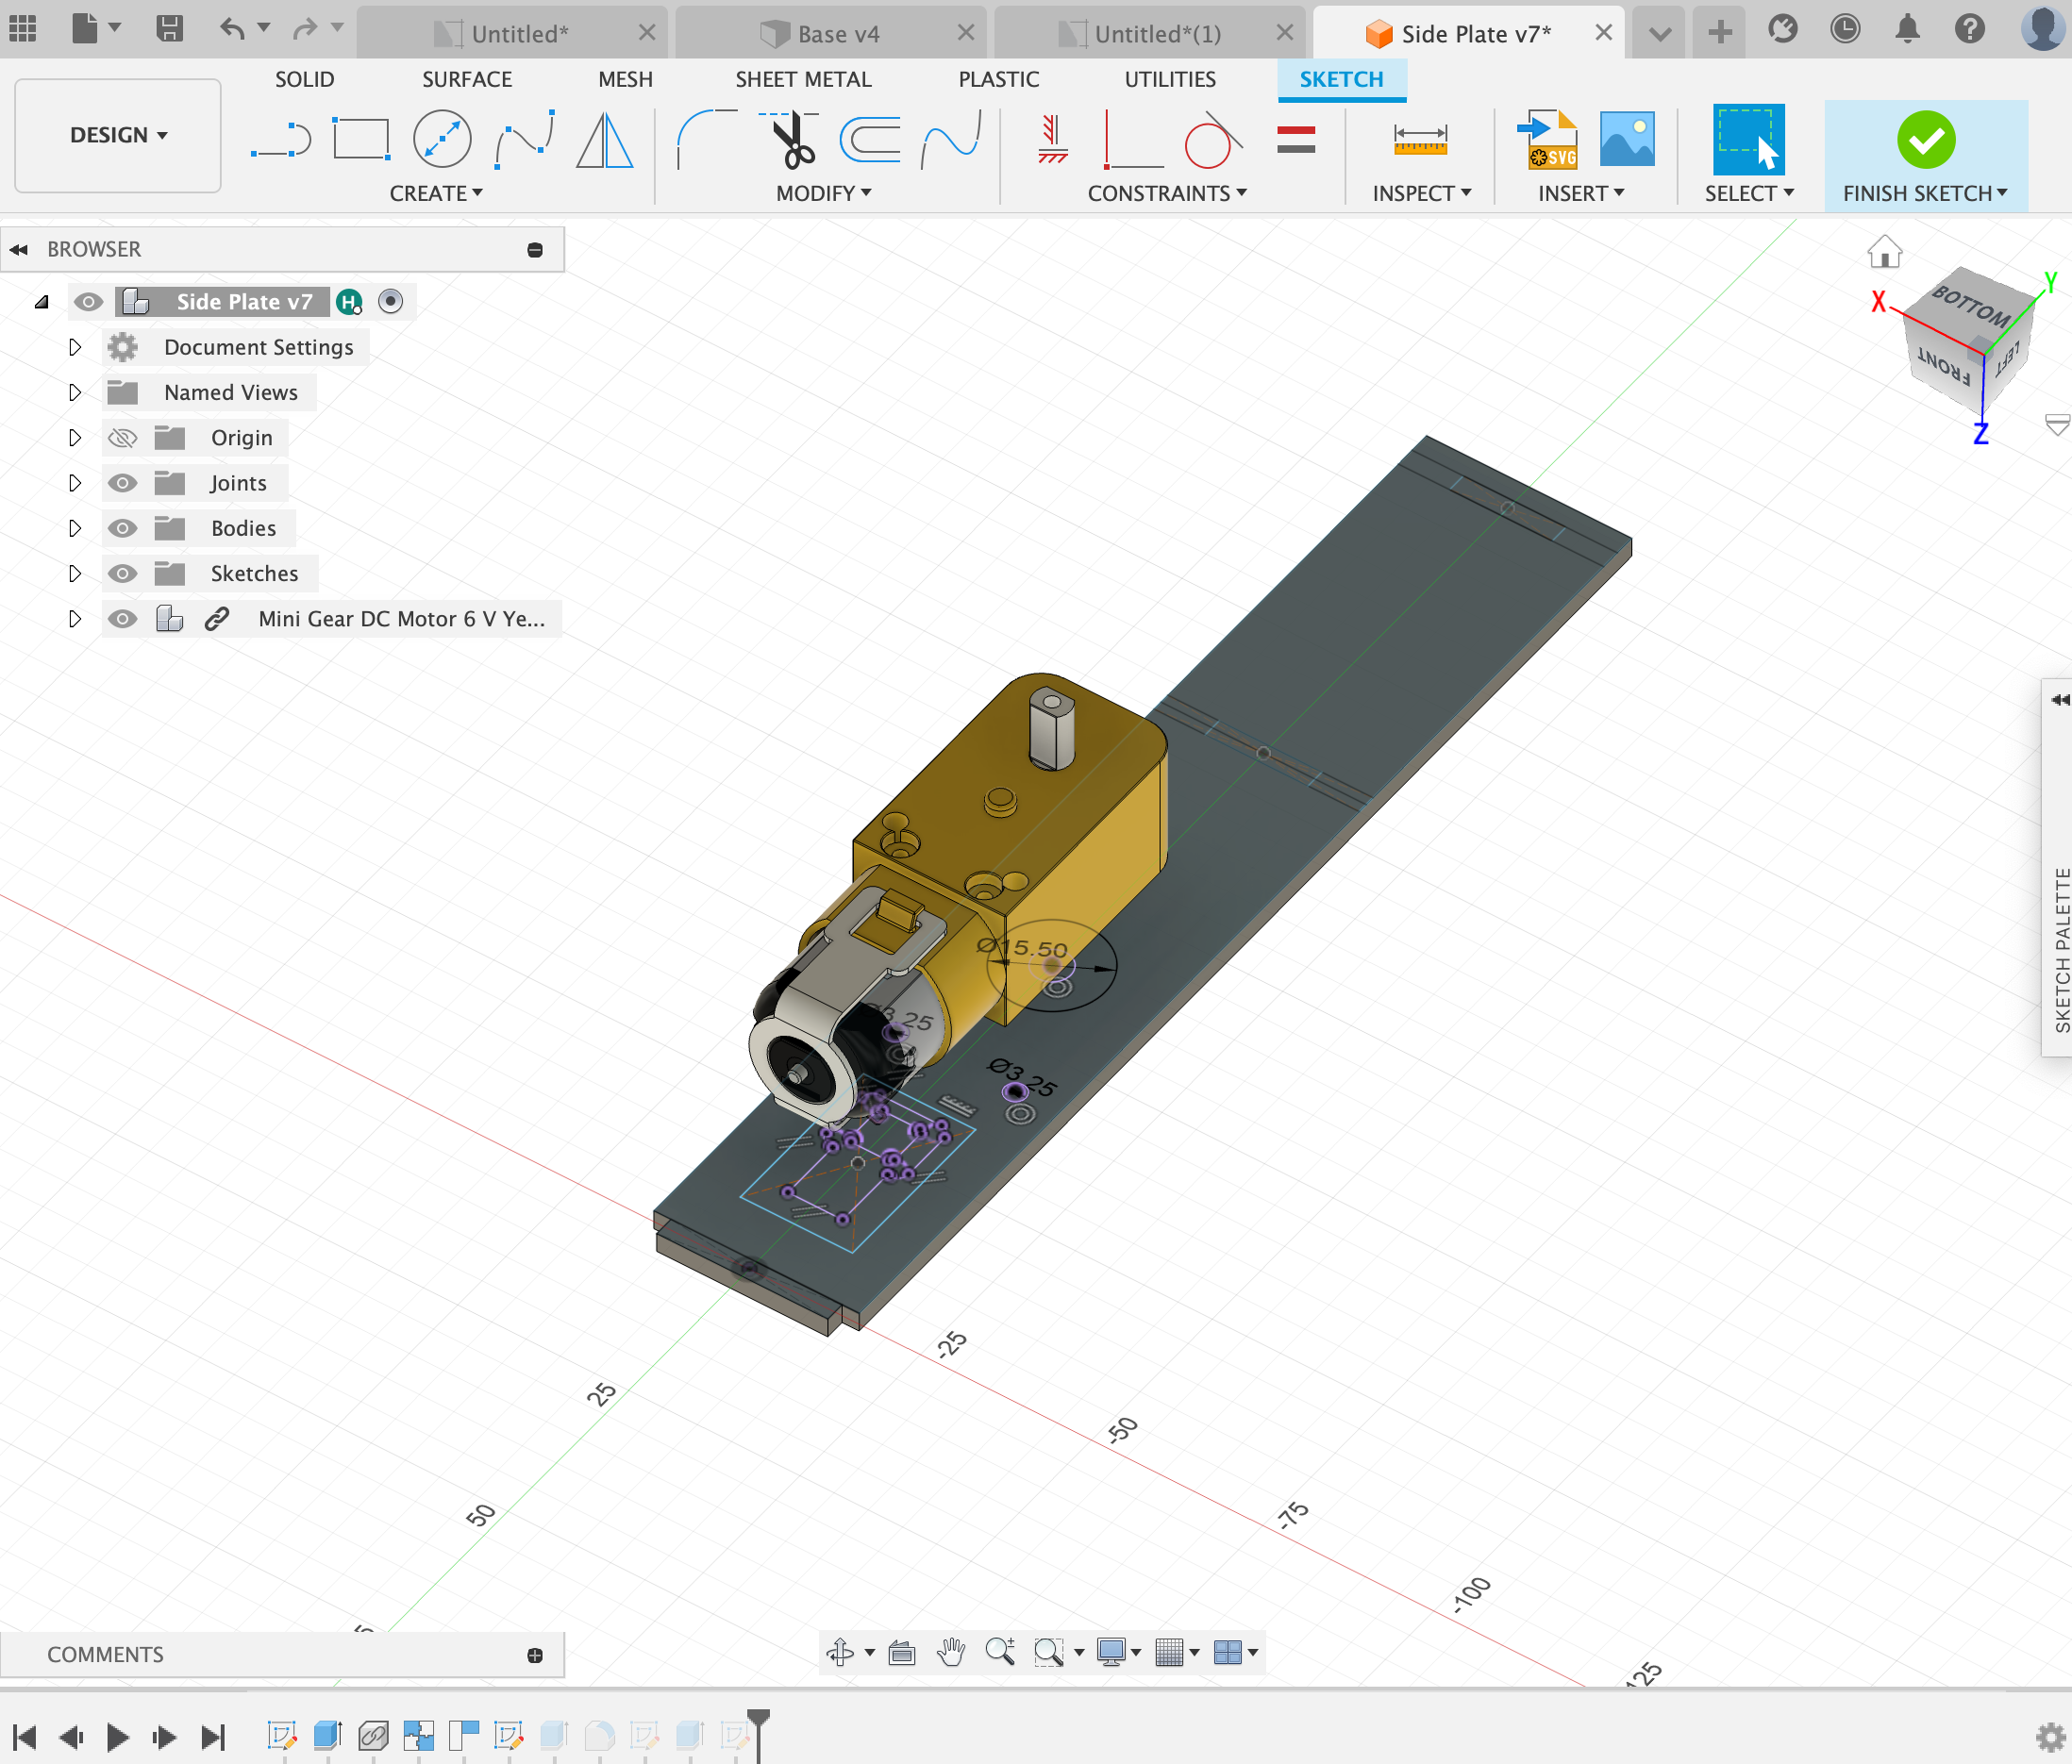 Untitled*
Base v4
Untitled*(1)
Side Plate v7*
SOLID
SURFACE
MESH
SHEET METAL
PLASTIC
UTILITIES
SKETCH
DESIGN
SVG
CREATE
MODIFY
CONSTRAINTS
INSPECT
INSERT
SELECT
FINISH SKETCH
BROWSER
Side Plate v7
H
Document Settings
Named Views
Origin
Joints
Bodies
Sketches
Mini Gear DC Motor 6 V Ye...
X
Y
Z
BOTTOM
FRONT
LEFT
Ø15.50
3.25
Ø3.25
-25
-50
-75
-100
25
50
SKETCH PALETTE
COMMENTS